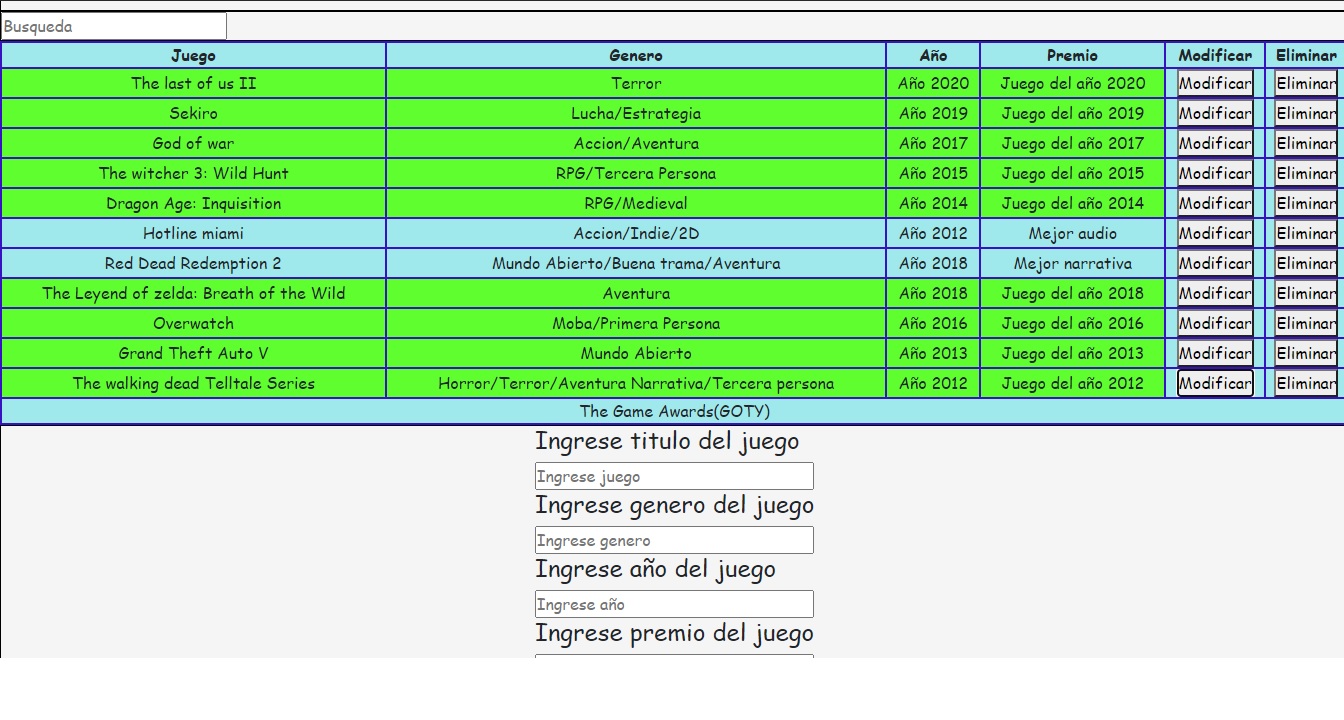 Busqueda
Juego Genero Año Premio Modificar Eliminar
The last of us II Terror Año 2020 Juego del año 2020 Modificar Eliminar
Sekiro Lucha/Estrategia Año 2019 Juego del año 2019 Modificar Eliminar
God of war Accion/Aventura Año 2017 Juego del año 2017 Modificar Eliminar
The witcher 3: Wild Hunt RPG/Tercera Persona Año 2015 Juego del año 2015 Modificar Eliminar
Dragon Age: Inquisition RPG/Medieval Año 2014 Juego del año 2014 Modificar Eliminar
Hotline miami Accion/Indie/2D Año 2012 Mejor audio Modificar Eliminar
Red Dead Redemption 2 Mundo Abierto/Buena trama/Aventura Año 2018 Mejor narrativa Modificar Eliminar
The Leyend of zelda: Breath of the Wild Aventura Año 2018 Juego del año 2018 Modificar Eliminar
Overwatch Moba/Primera Persona Año 2016 Juego del año 2016 Modificar Eliminar
Grand Theft Auto V Mundo Abierto Año 2013 Juego del año 2013 Modificar Eliminar
The walking dead Telltale Series Horror/Terror/Aventura Narrativa/Tercera persona Año 2012 Juego del año 2012 Modificar Eliminar
The Game Awards(GOTY)
Ingrese titulo del juego
Ingrese juego
Ingrese genero del juego
Ingrese genero
Ingrese año del juego
Ingrese año
Ingrese premio del juego